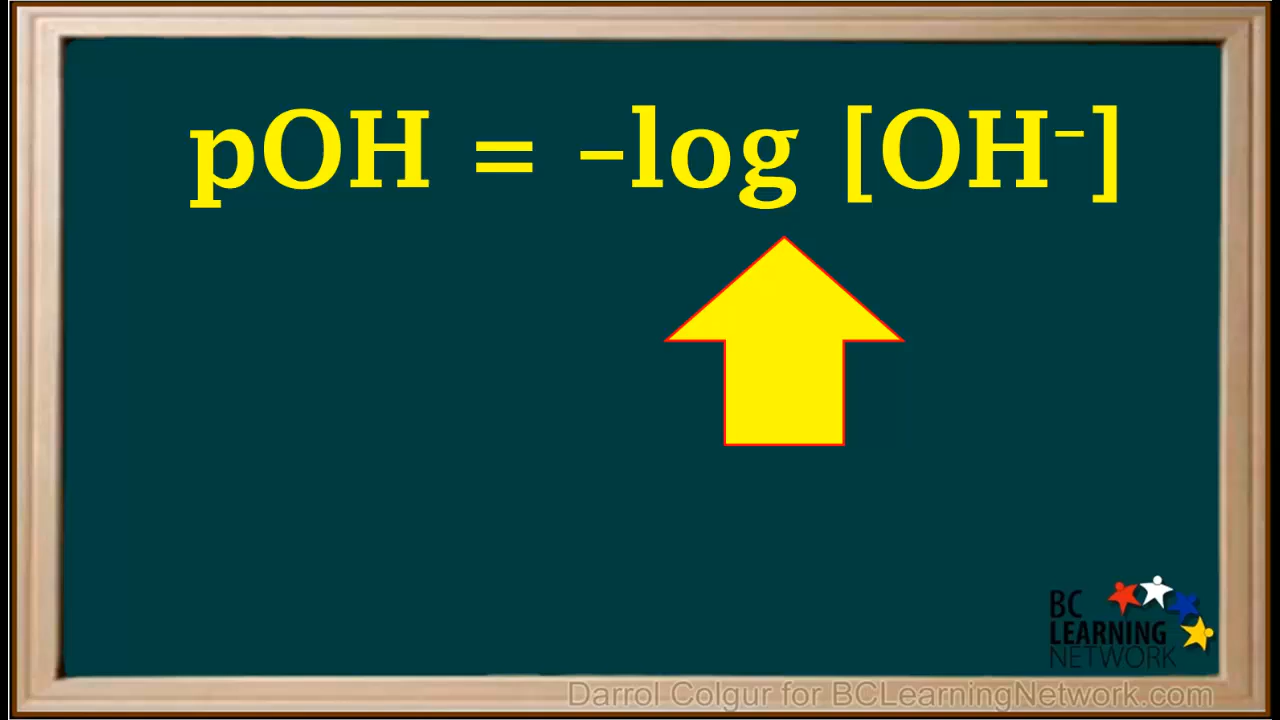 pOH = –log [OH⁻]
BC
LEARNING
NETWORK
Darrol Colgur for BCLearningNetwork.com